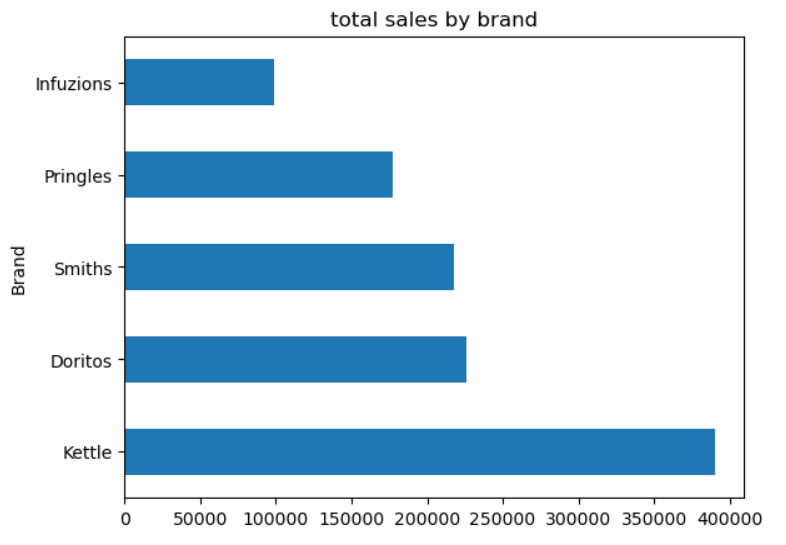 total sales by brand
Infuzions
Pringles
Smiths
Brand
Doritos
Kettle
0 50000 100000 150000 200000 250000 300000 350000 400000